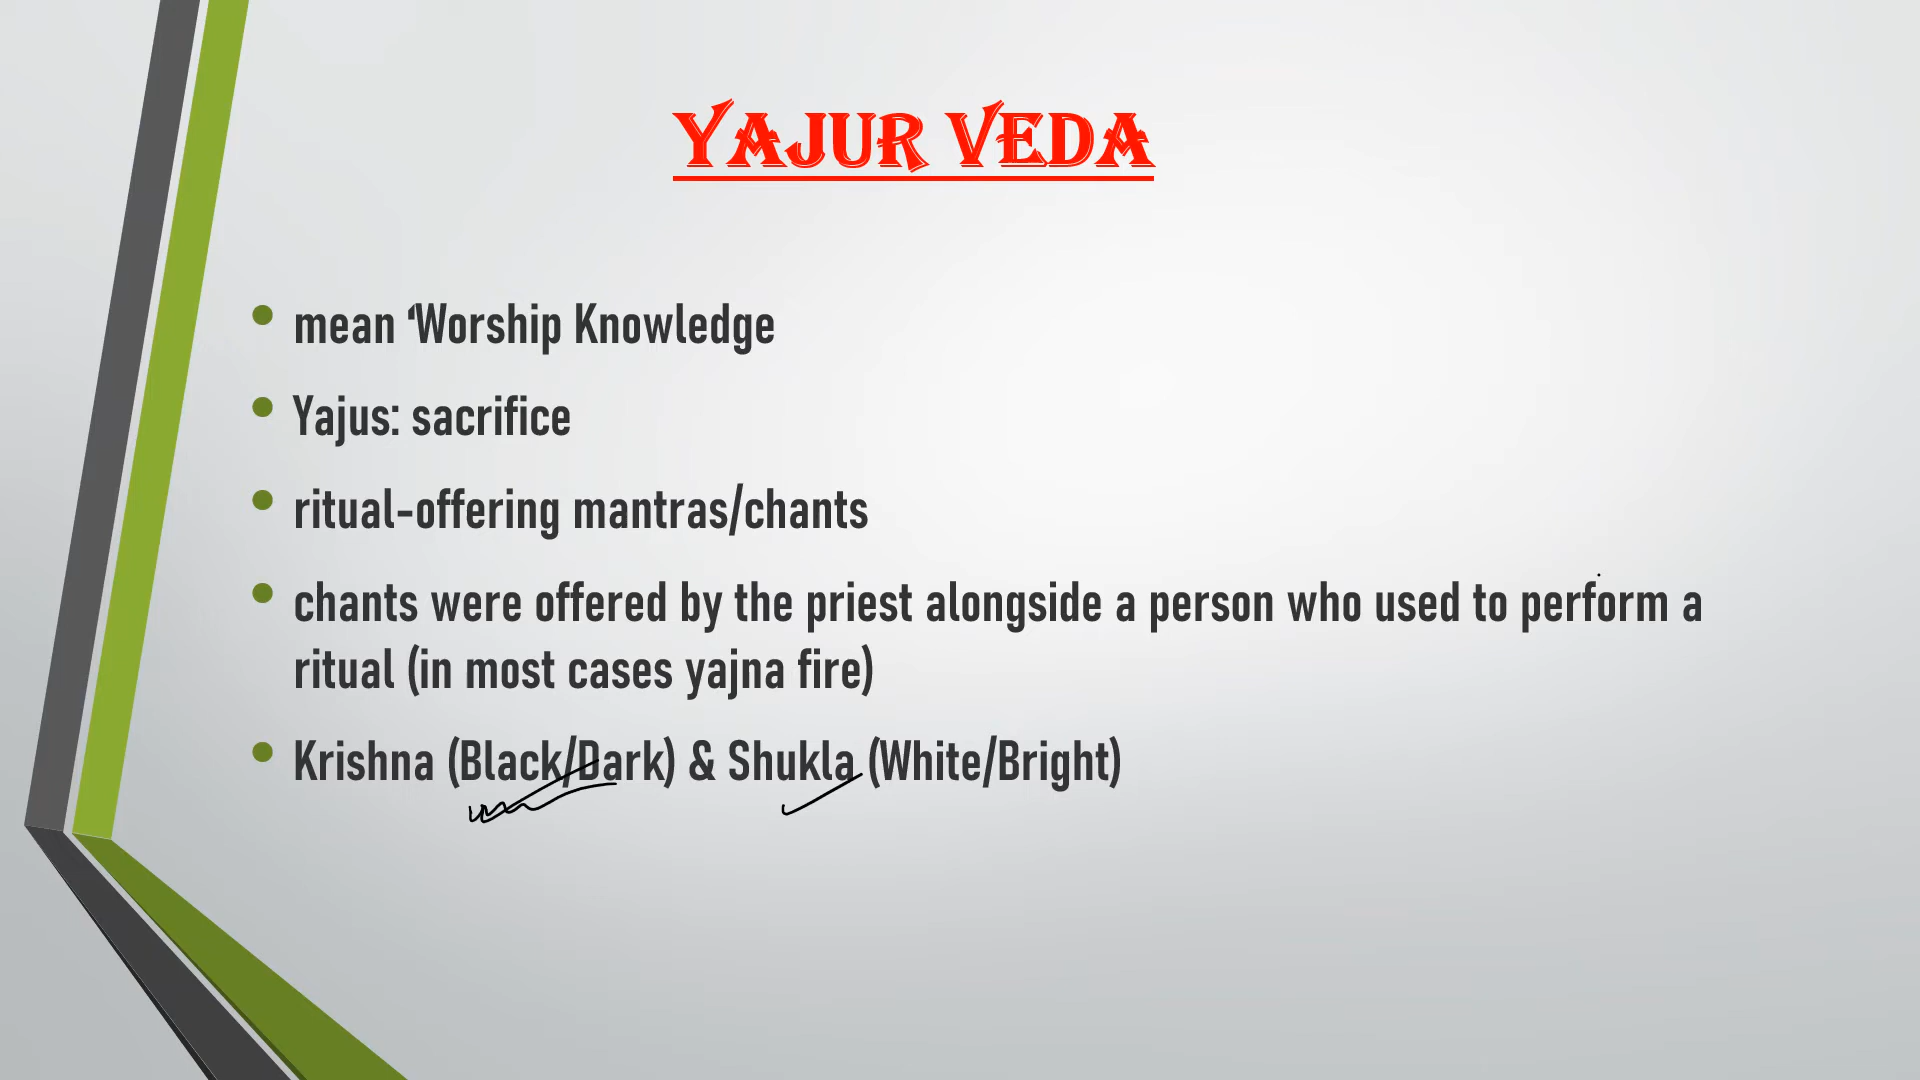 YAJUR VEDA
• mean ‘Worship Knowledge
• Yajus: sacrifice
• ritual-offering mantras/chants
• chants were offered by the priest alongside a person who used to perform a
ritual (in most cases yajna fire)
• Krishna (Black/Dark) & Shukla (White/Bright)